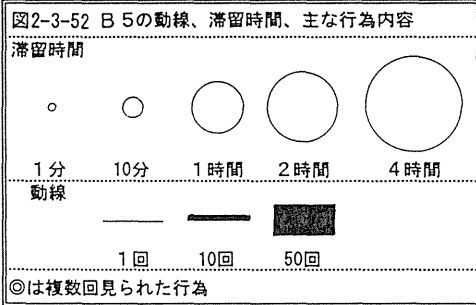 図2-3-52 B5の動線、滞留時間、主な行為内容
滞留時間
1分 10分 1時間 2時間 4時間
動線
1回 10回 50回
◎は複数回見られた行為